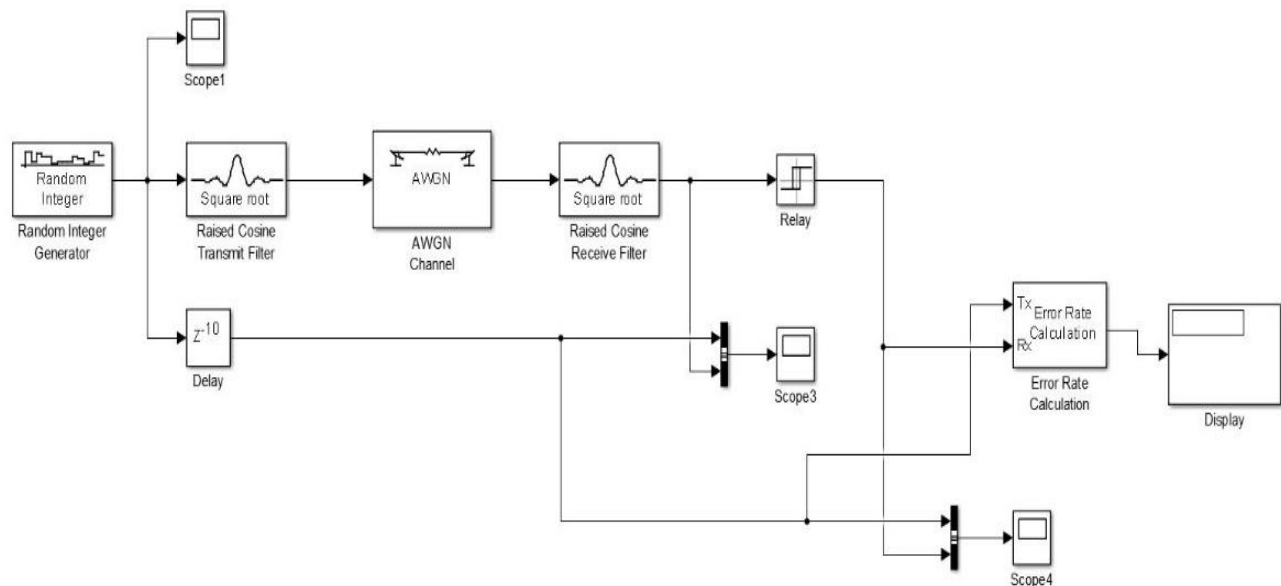 Scope1
Random
Integer
Random Integer
Generator
Square root
Raised Cosine
Transmit Filter
AWGN
AWGN
Channel
Square root
Raised Cosine
Receive Filter
Relay
Z-10
Delay
Scope3
Tx
Error Rate
Calculation
Rx
Error Rate
Calculation
Display
Scope4